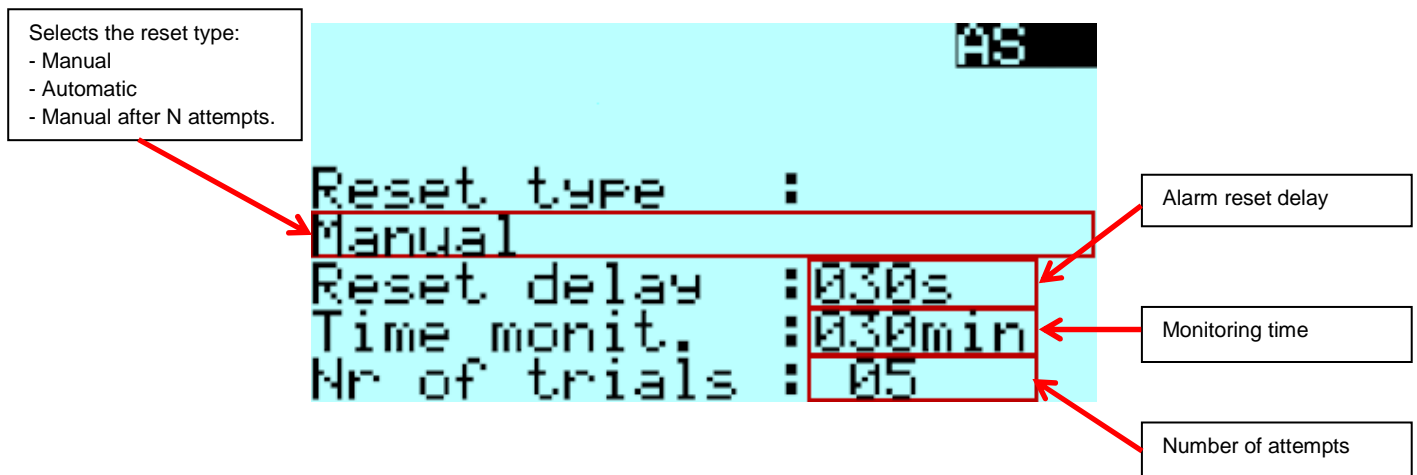 Selects the reset type:
- Manual
- Automatic
- Manual after N attempts.
AS
Reset type :
Manual
Reset delay :030s
Time monit. :030min
Nr of trials : 05
Alarm reset delay
Monitoring time
Number of attempts